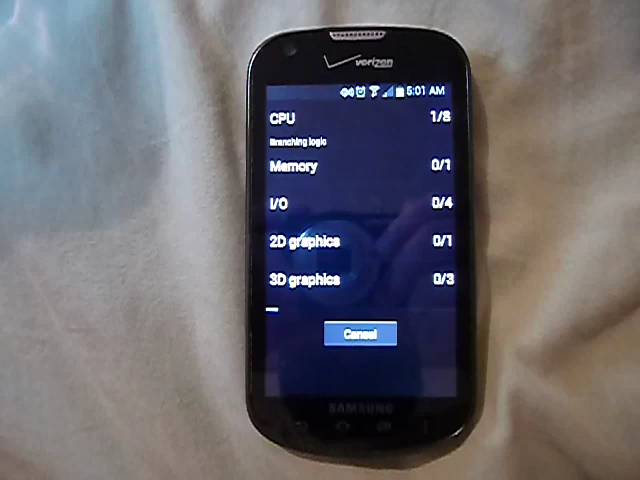 verizon
5:01 AM
CPU 1/8
Branching logic
Memory 0/1
I/O 0/4
2D graphics 0/1
3D graphics 0/3
Cancel
SAMSUNG